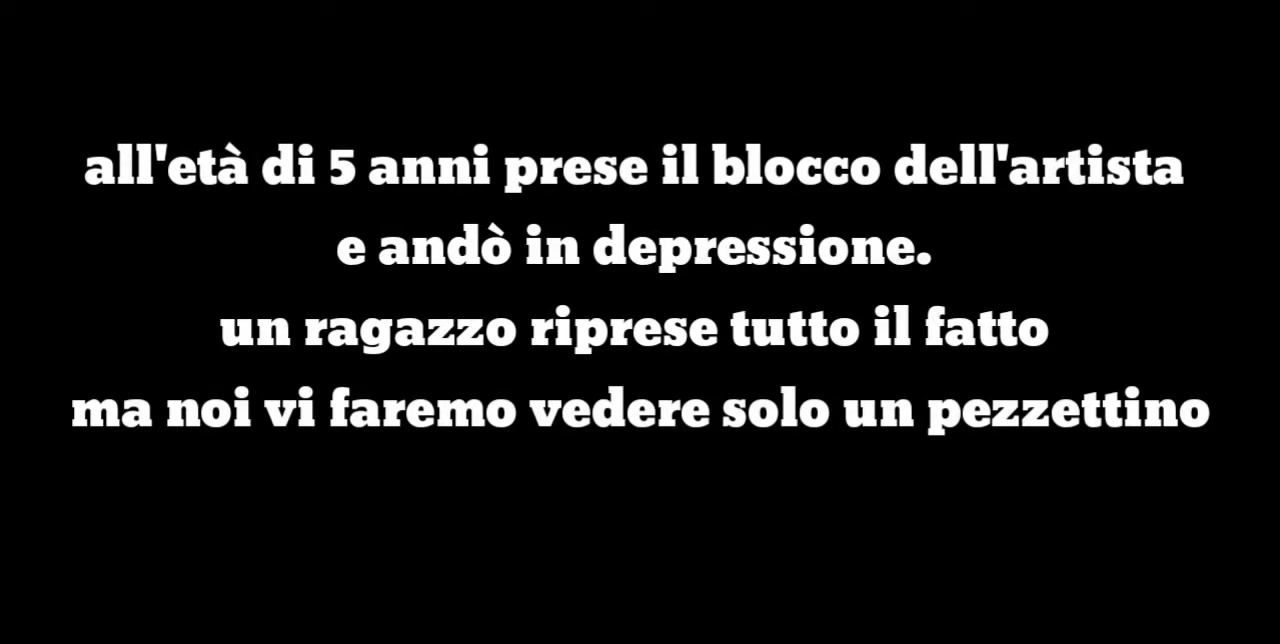 all'età di 5 anni prese il blocco dell'artista
e andò in depressione.
un ragazzo riprese tutto il fatto
ma noi vi faremo vedere solo un pezzettino